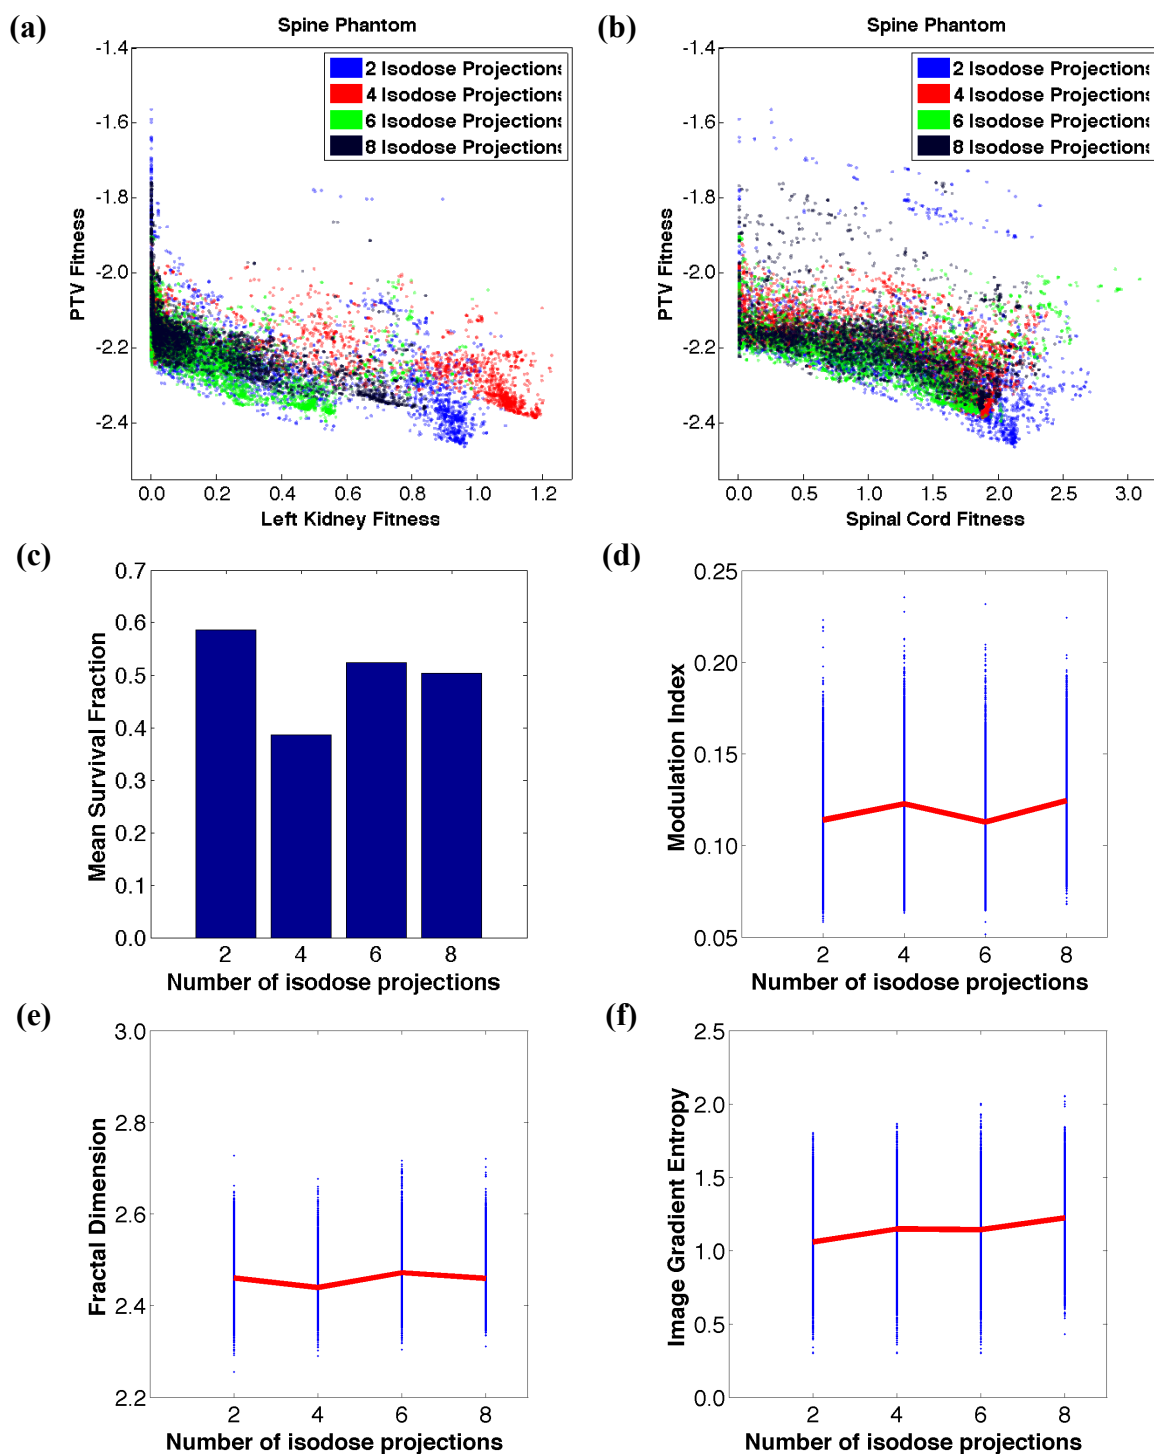 (a)
Spine Phantom
2 Isodose Projections
4 Isodose Projections
6 Isodose Projections
8 Isodose Projections
-1.4
-1.6
-1.8
-2.0
-2.2
-2.4
PTV Fitness
0.0 0.2 0.4 0.6 0.8 1.0 1.2
Left Kidney Fitness
(b)
Spine Phantom
2 Isodose Projections
4 Isodose Projections
6 Isodose Projections
8 Isodose Projections
-1.4
-1.6
-1.8
-2.0
-2.2
-2.4
PTV Fitness
0.0 0.5 1.0 1.5 2.0 2.5 3.0
Spinal Cord Fitness
(c)
0.7
0.6
0.5
0.4
0.3
0.2
0.1
0.0
Mean Survival Fraction
2 4 6 8
Number of isodose projections
(d)
0.25
0.20
0.15
0.10
0.05
Modulation Index
2 4 6 8
Number of isodose projections
(e)
3.0
2.8
2.6
2.4
2.2
Fractal Dimension
2 4 6 8
Number of isodose projections
(f)
2.5
2.0
1.5
1.0
0.5
0.0
Image Gradient Entropy
2 4 6 8
Number of isodose projections